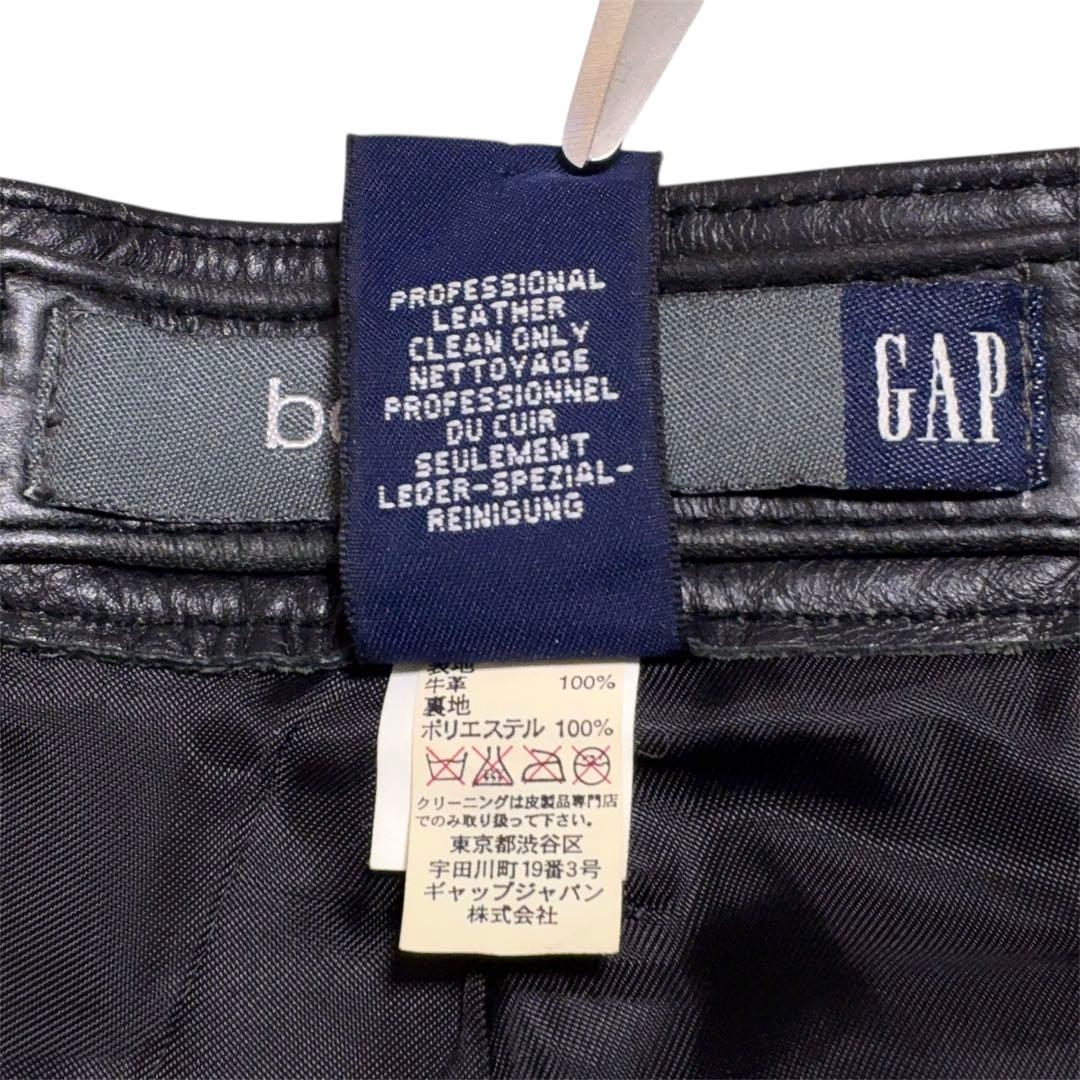 PROFESSIONAL
LEATHER
CLEAN ONLY
NETTOYAGE
PROFESSIONNEL
DU CUIR
SEULEMENT
LEDER-SPEZIAL-
REINIGUNG
GAP
牛革 100%
裏地
ポリエステル 100%
クリーニングは皮製品専門店
でのみ取り扱って下さい。
東京都渋谷区
宇田川町19番3号
ギャップジャパン
株式会社